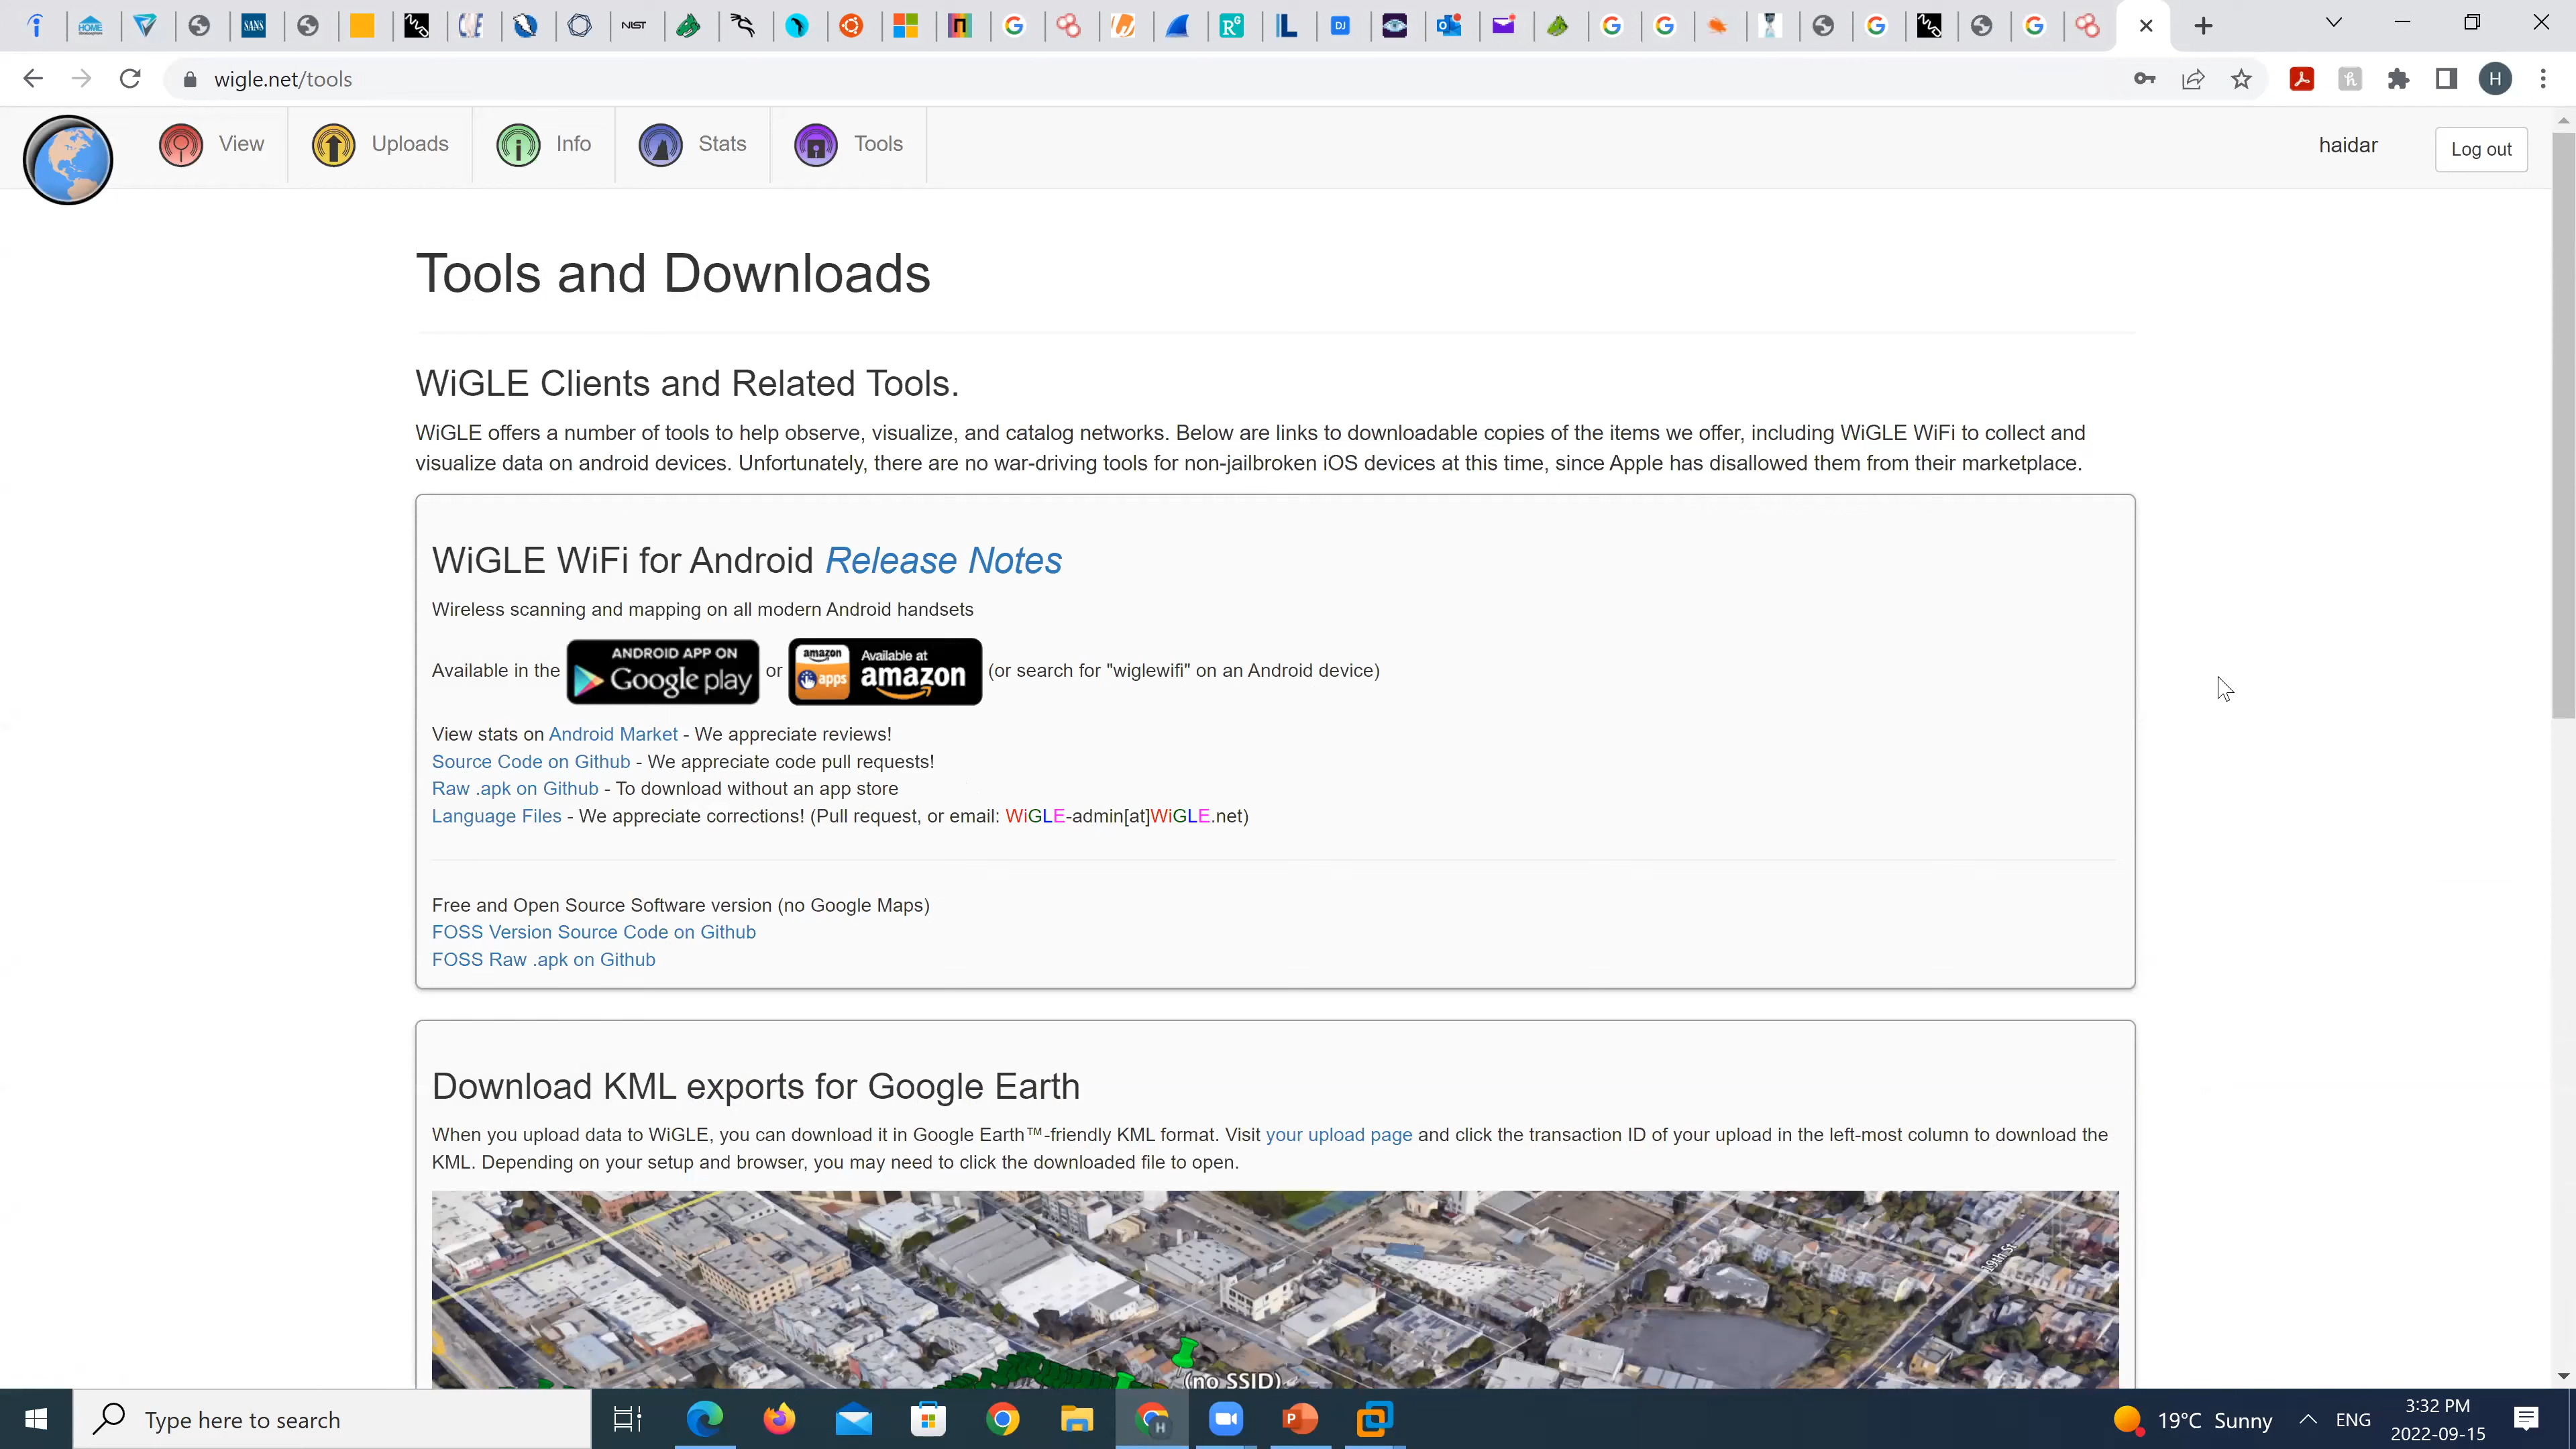 NIST
SANS
HOME
DJ
wigle.net/tools
H
View
Uploads
Info
Stats
Tools
haidar
Log out
Tools and Downloads
WiGLE Clients and Related Tools.
WiGLE offers a number of tools to help observe, visualize, and catalog networks. Below are links to downloadable copies of the items we offer, including WiGLE WiFi to collect and
visualize data on android devices. Unfortunately, there are no war-driving tools for non-jailbroken iOS devices at this time, since Apple has disallowed them from their marketplace.
WiGLE WiFi for Android Release Notes
Wireless scanning and mapping on all modern Android handsets
Available in the ANDROID APP ON Google play or amazon apps Available at amazon (or search for "wiglewifi" on an Android device)
View stats on Android Market - We appreciate reviews!
Source Code on Github - We appreciate code pull requests!
Raw .apk on Github - To download without an app store
Language Files - We appreciate corrections! (Pull request, or email: WiGLE-admin[at]WiGLE.net)
Free and Open Source Software version (no Google Maps)
FOSS Version Source Code on Github
FOSS Raw .apk on Github
Download KML exports for Google Earth
When you upload data to WiGLE, you can download it in Google Earth™-friendly KML format. Visit your upload page and click the transaction ID of your upload in the left-most column to download the
KML. Depending on your setup and browser, you may need to click the downloaded file to open.
19th St
(no SSID)
Type here to search
19°C Sunny
ENG
3:32 PM
2022-09-15